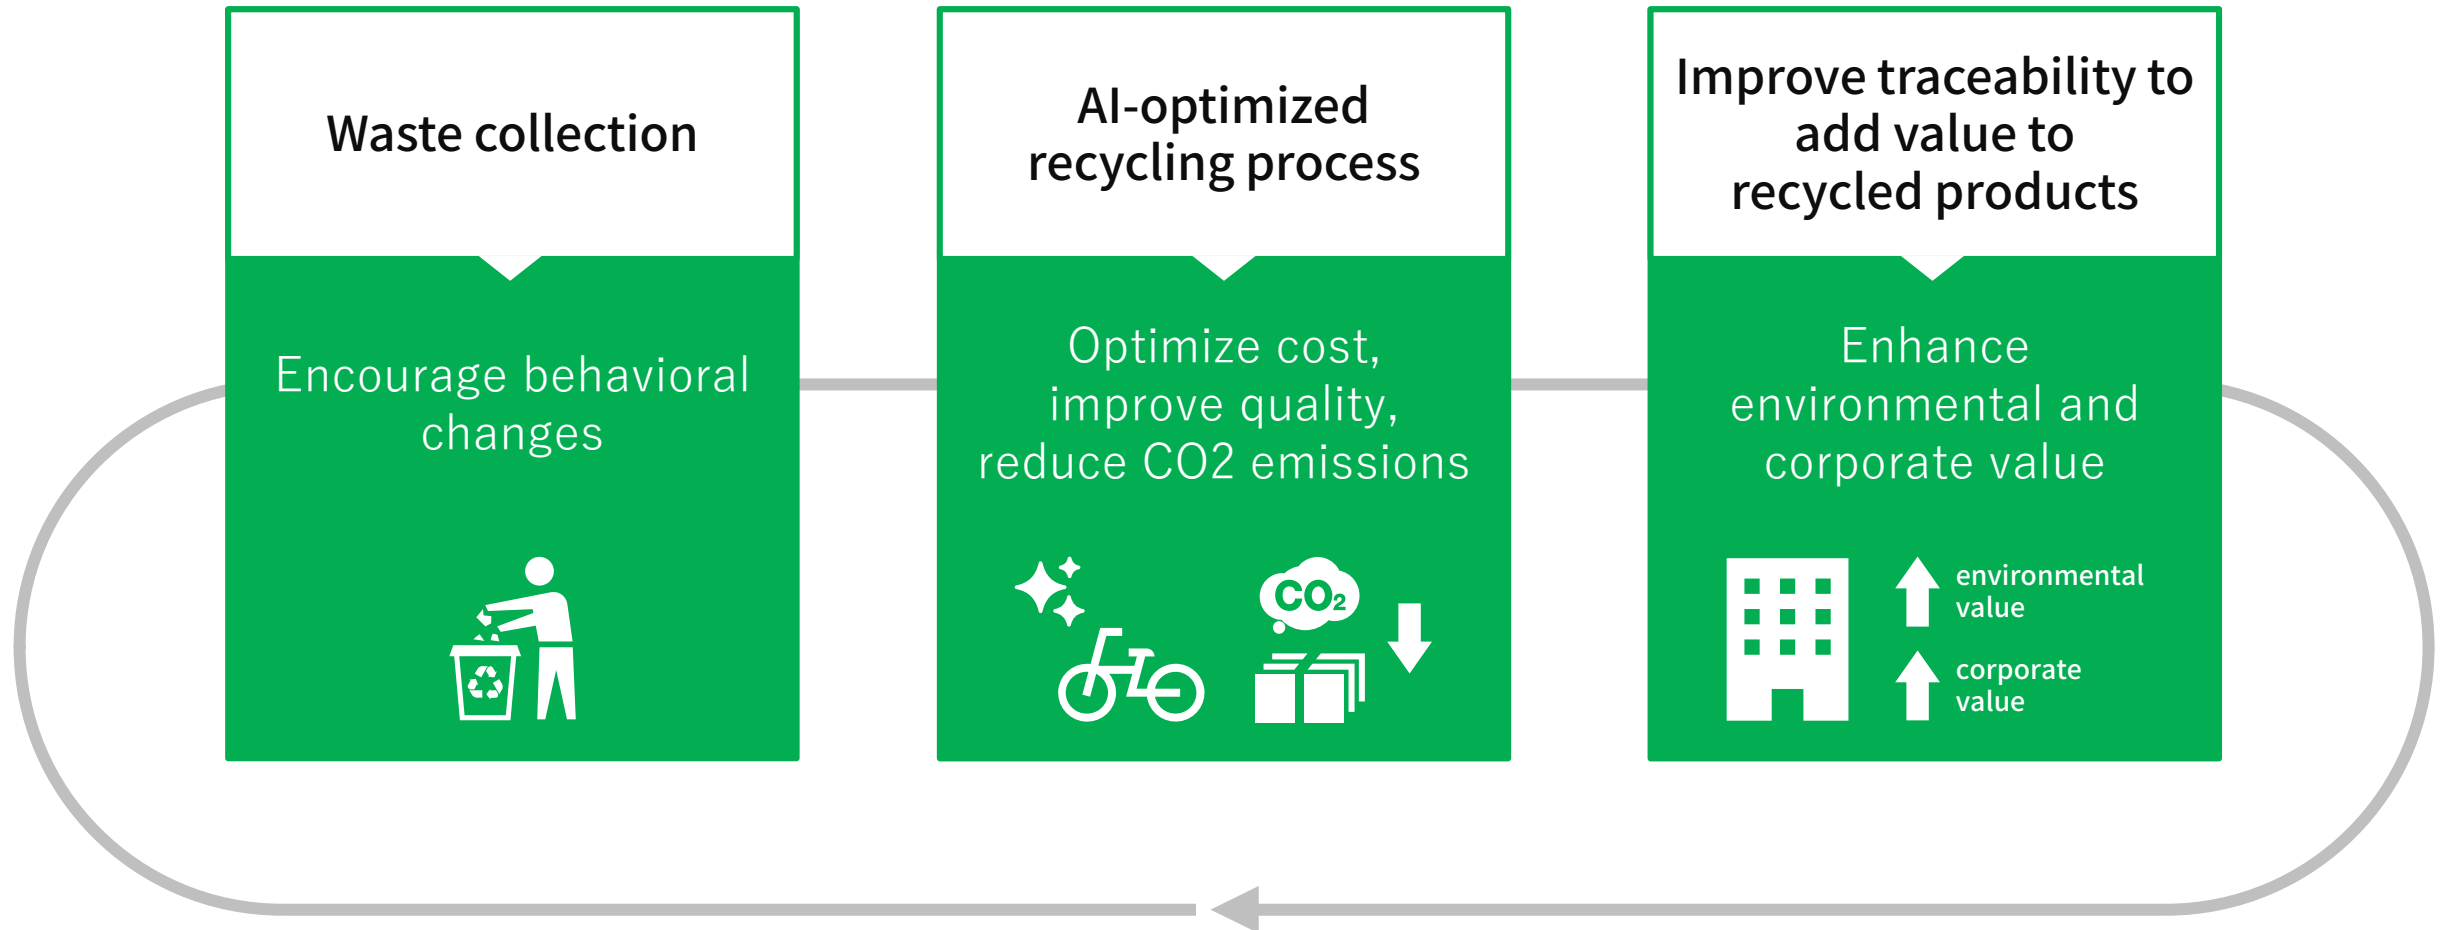 Waste collection
Encourage behavioral
changes
AI-optimized
recycling process
Optimize cost,
improve quality,
reduce CO2 emissions
CO₂
Improve traceability to
add value to
recycled products
Enhance
environmental and
corporate value
environmental
value
corporate
value